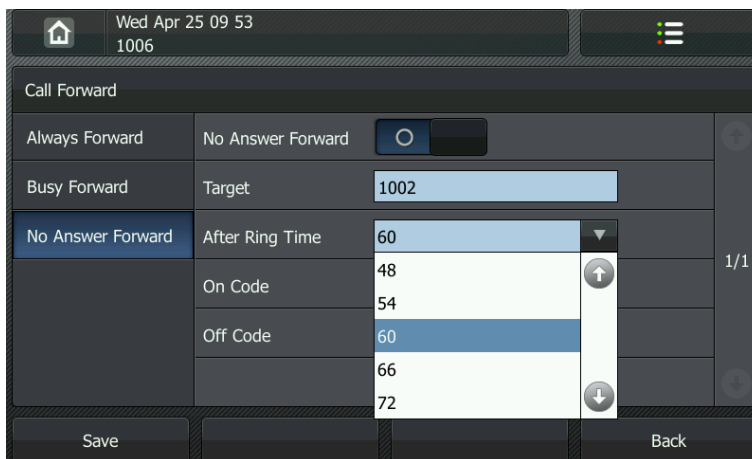 Wed Apr 25 09 53
1006
Call Forward
Always Forward
No Answer Forward
Busy Forward
Target
1002
No Answer Forward
After Ring Time
60
1/1
48
On Code
54
Off Code
60
66
72
Save
Back